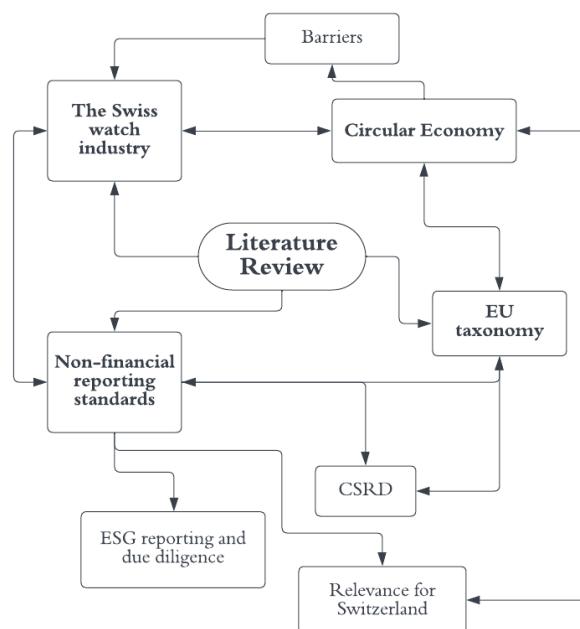 Barriers
The Swiss
watch
industry
Circular Economy
Literature
Review
EU
taxonomy
Non-financial
reporting
standards
CSRD
ESG reporting and
due diligence
Relevance for
Switzerland